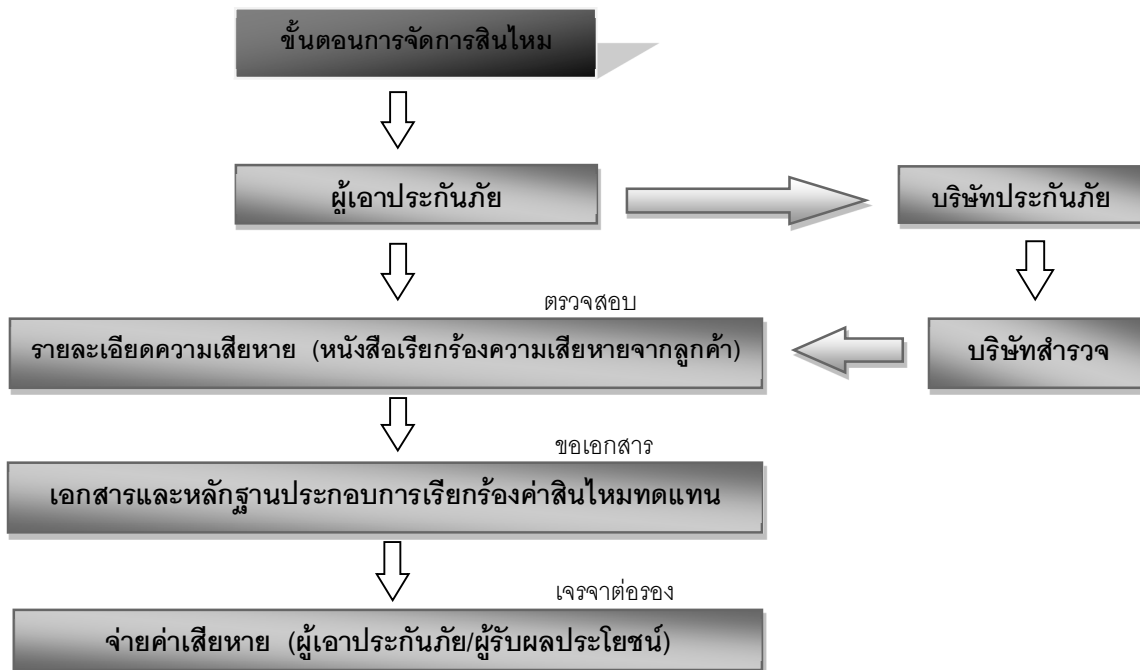 ขั้นตอนการจัดการสินไหม
ผู้เอาประกันภัย
บริษัทประกันภัย
ตรวจสอบ
รายละเอียดความเสียหาย (หนังสือเรียกร้องความเสียหายจากลูกค้า)
บริษัทสำรวจ
ขอเอกสาร
เอกสารและหลักฐานประกอบการเรียกร้องค่าสินไหมทดแทน
เจรจาต่อรอง
จ่ายค่าเสียหาย (ผู้เอาประกันภัย/ผู้รับผลประโยชน์)